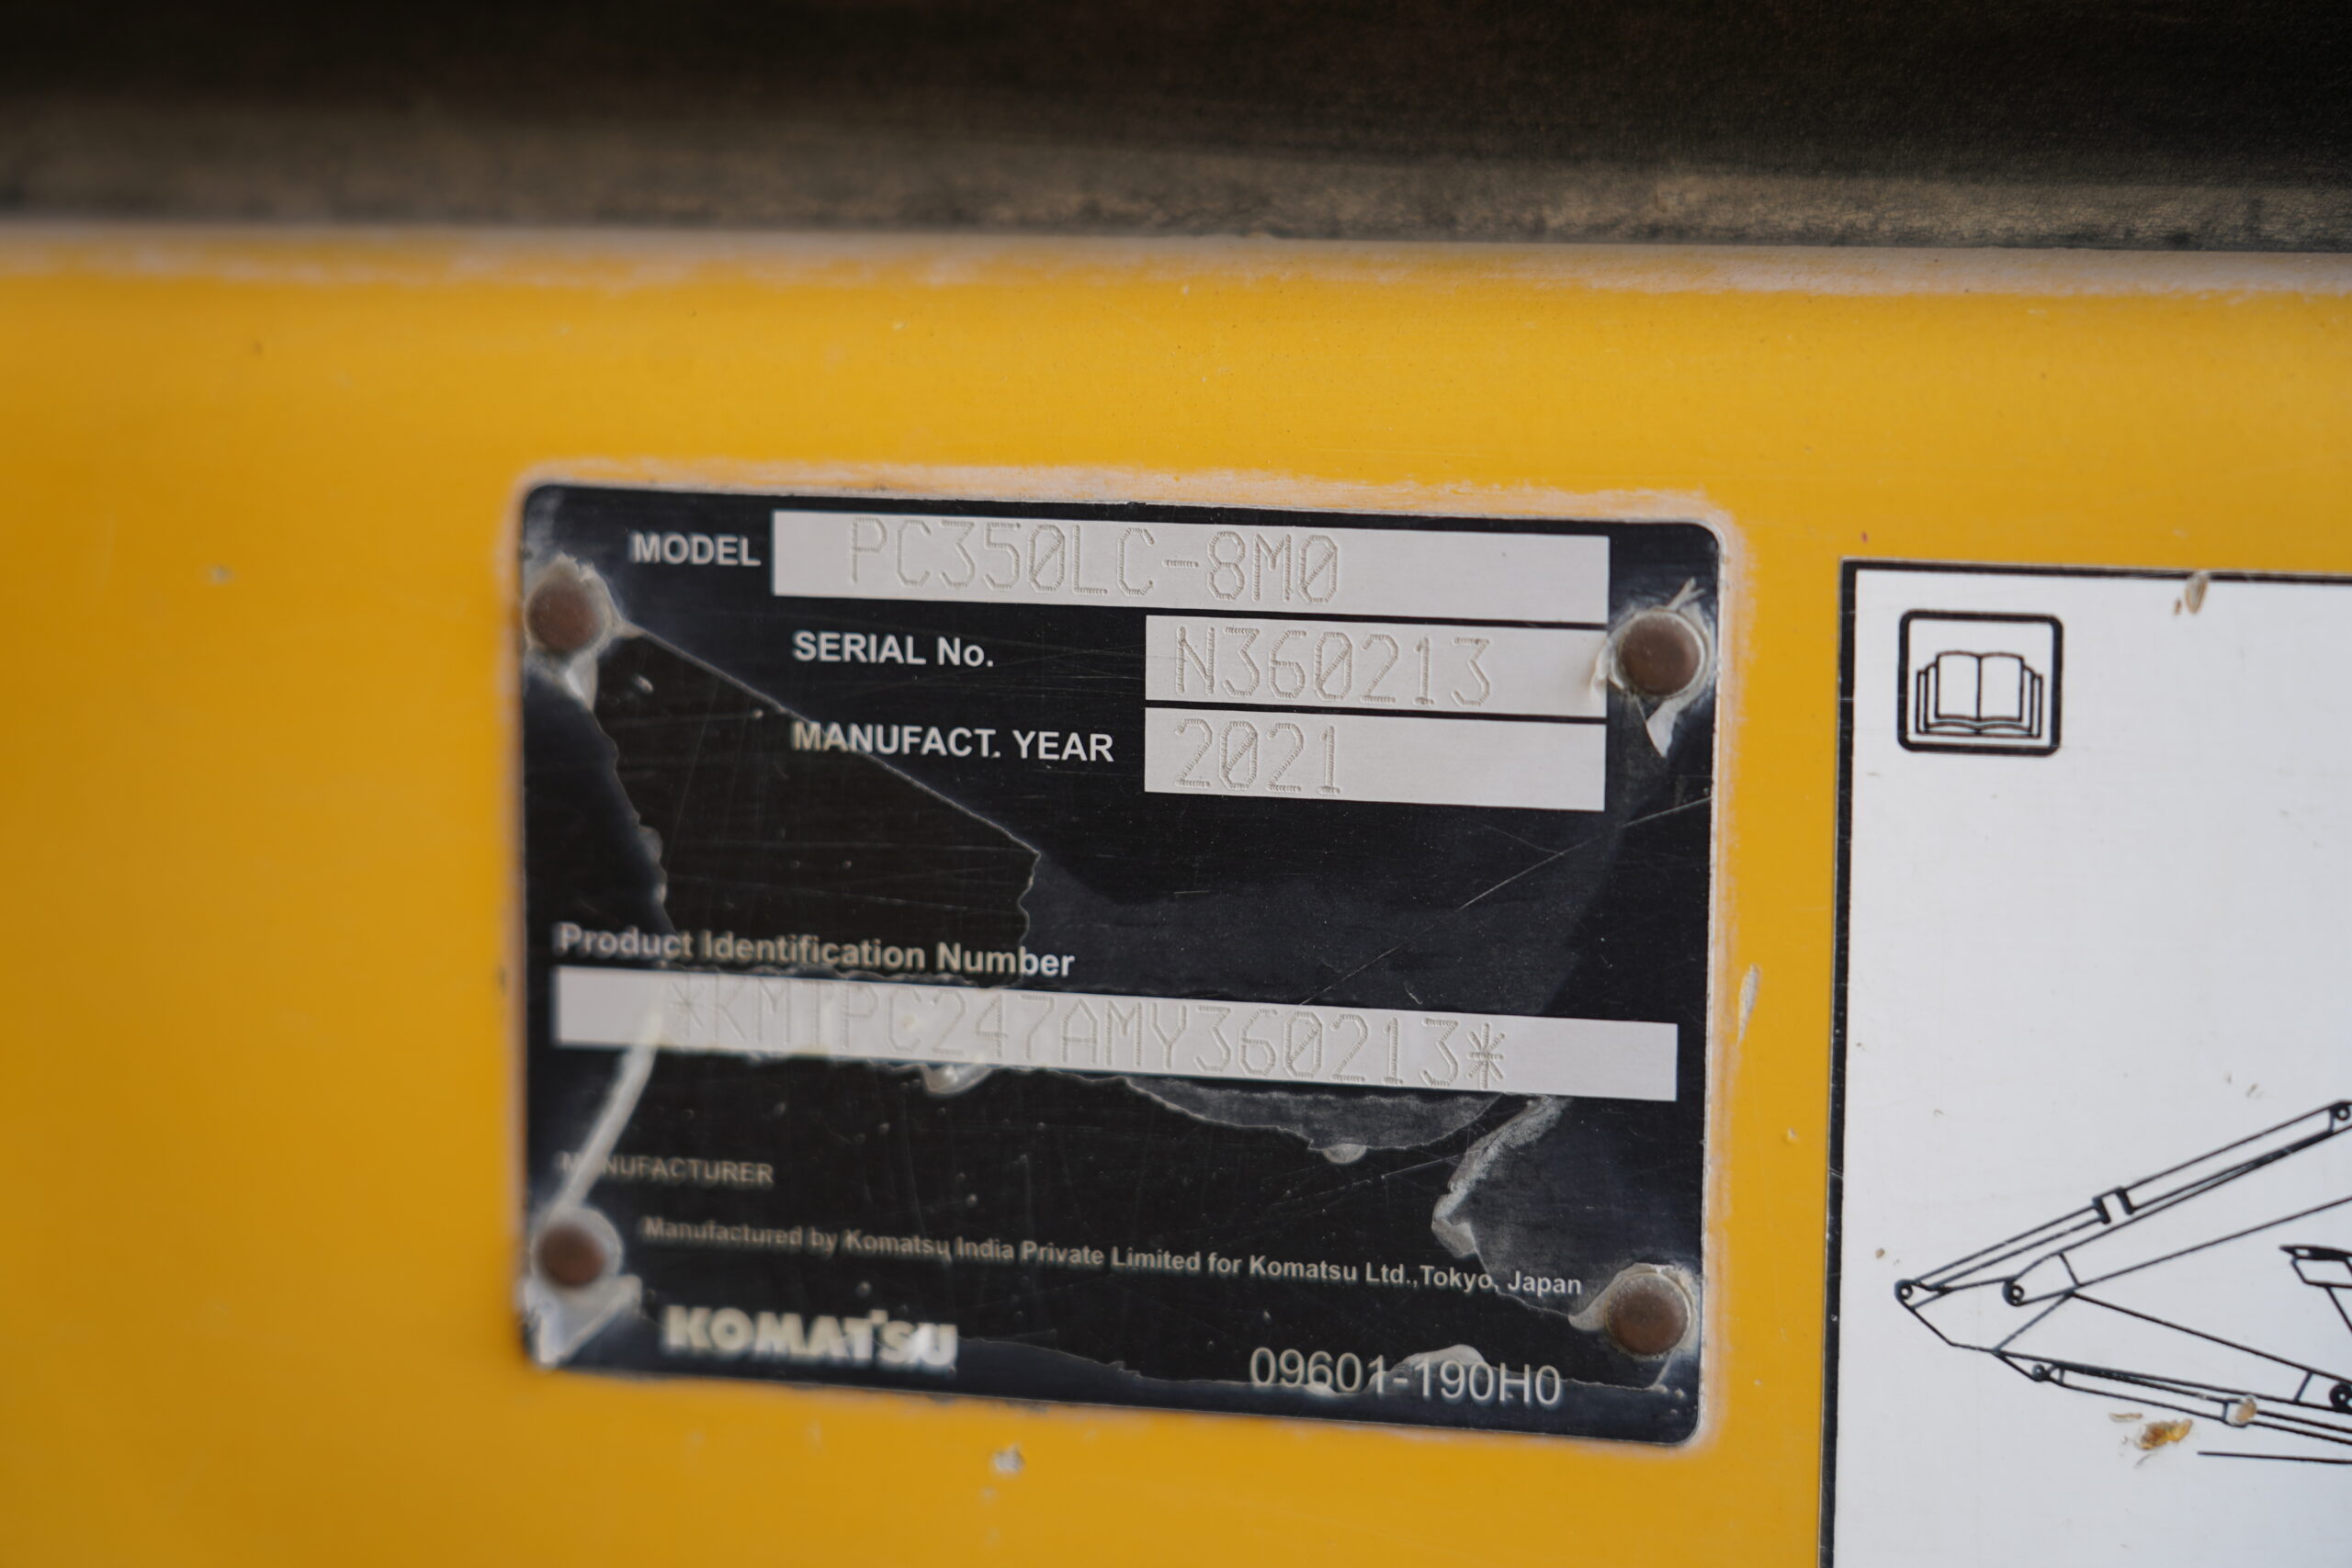 MODEL PC350LC-8M0
SERIAL No. N360213
MANUFACT. YEAR 2021
Product Identification Number
*KMTPC247AMY360213*
MANUFACTURER
Manufactured by Komatsu India Private Limited for Komatsu Ltd.,Tokyo, Japan
KOMATSU
09601-190H0